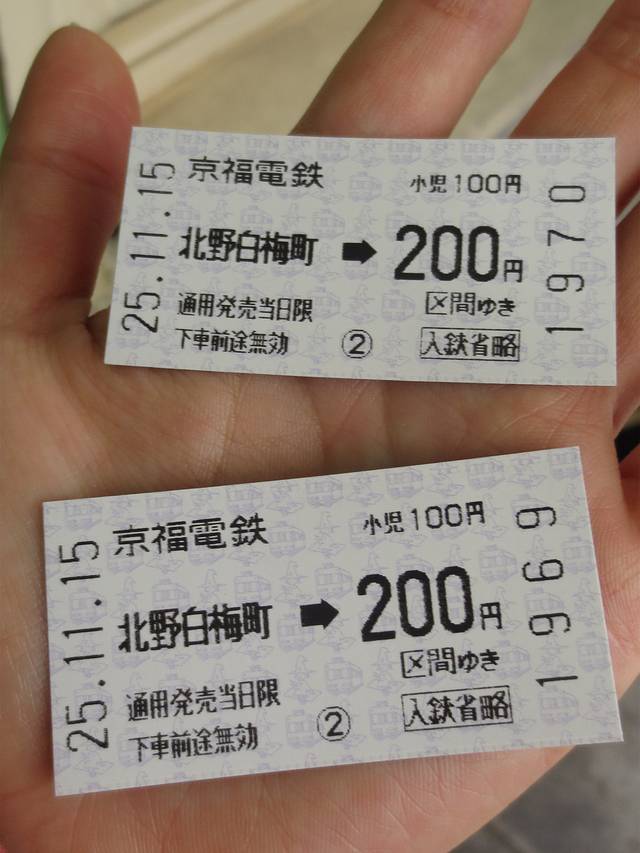 25.11.15
京福電鉄
小児100円
北野白梅町➡200円
区間ゆき
通用発売当日限
下車前途無効
②
入鋏省略
1970
25.11.15
京福電鉄
小児100円
北野白梅町➡200円
区間ゆき
通用発売当日限
下車前途無効
②
入鋏省略
1969